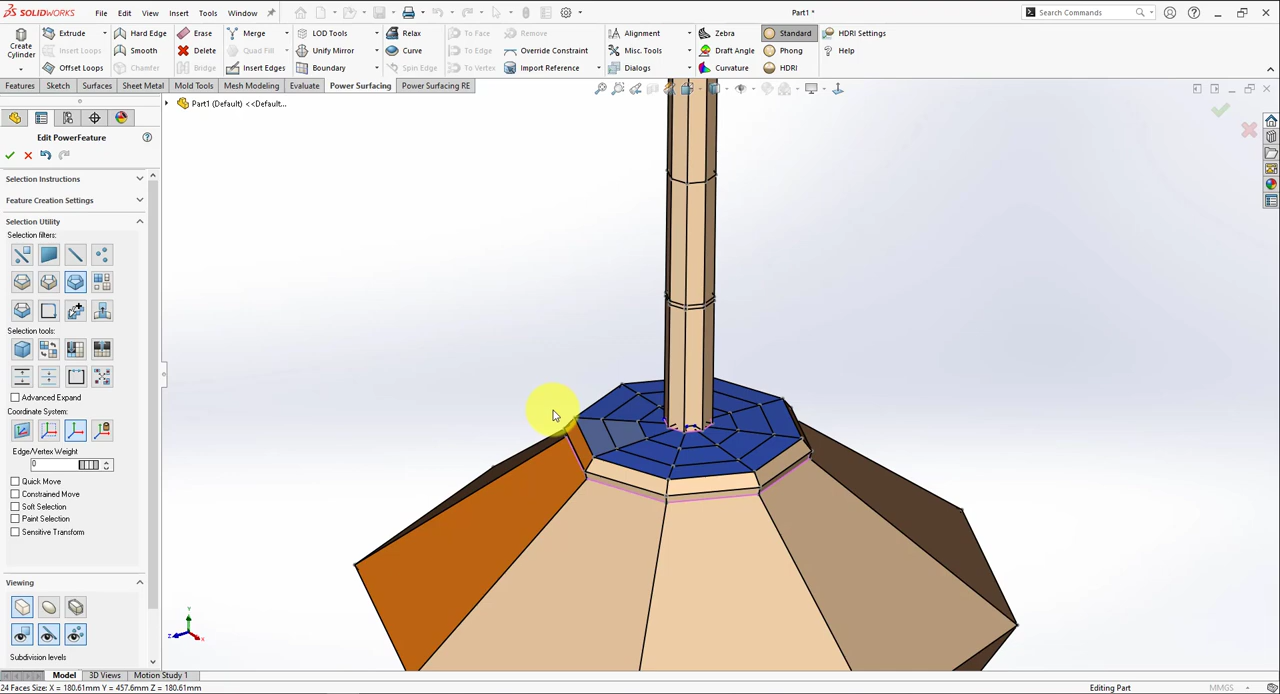 SOLIDWORKS File Edit View Insert Tools Window Part1 * Search Commands
Create Cylinder
Extrude Hard Edge Erase Merge LOD Tools Relax To Face Remove Alignment Zebra Standard HDRI Settings
Insert Loops Smooth Delete Quad Fill Unify Mirror Curve To Edge Override Constraint Misc. Tools Draft Angle Phong Help
Offset Loops Chamfer Bridge Insert Edges Boundary Spin Edge To Vertex Import Reference Dialogs Curvature HDRI
Features Sketch Surfaces Sheet Metal Mold Tools Mesh Modeling Evaluate Power Surfacing Power Surfacing RE
Part1 (Default) <<Default...
Edit PowerFeature
Selection Instructions
Feature Creation Settings
Selection Utility
Selection filters:
Selection tools:
Advanced Expand
Coordinate System:
Edge/Vertex Weight
0
Quick Move
Constrained Move
Soft Selection
Paint Selection
Sensitive Transform
Viewing
Subdivision levels
Y
Z X
Model 3D Views Motion Study 1
24 Faces Size: X = 180.61mm Y = 457.6mm Z = 180.61mm Editing Part MMGS